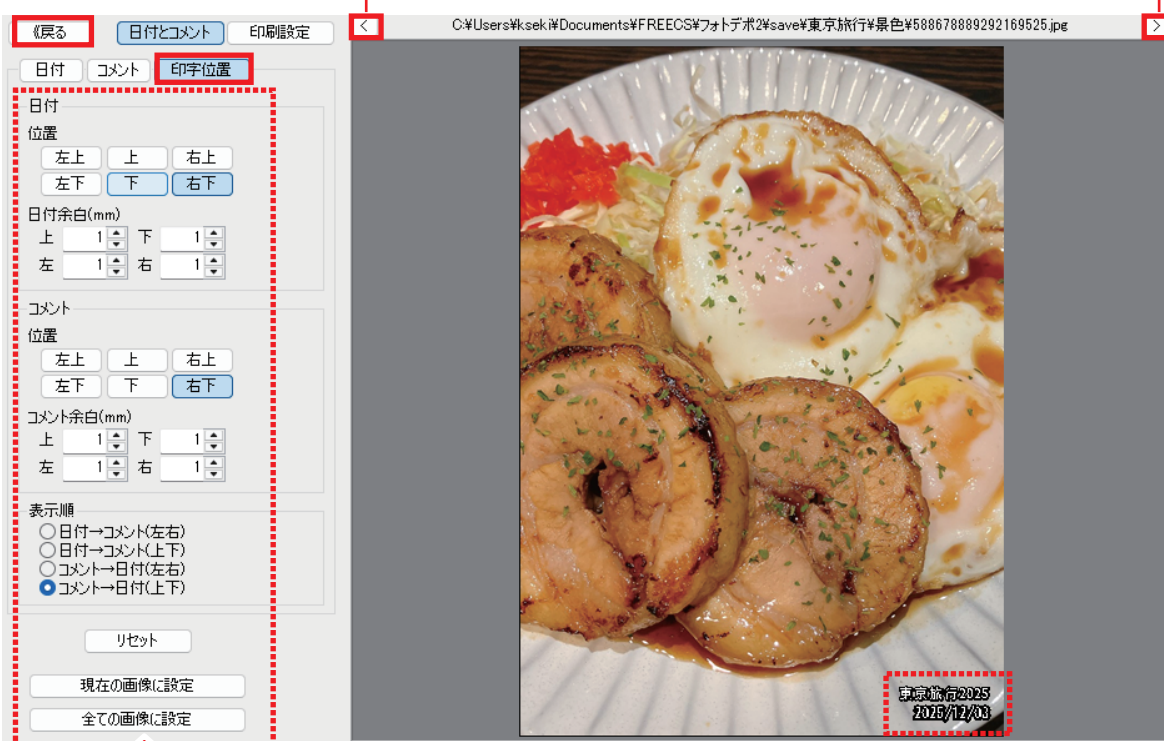 《戻る 日付とコメント 印刷設定
< C:¥Users¥kseki¥Documents¥FREECS¥フォトデポ2¥save¥東京旅行¥景色¥588678889292169525.jpg >
日付 コメント 印字位置
日付
位置
左上 上 右上
左下 下 右下
日付余白(mm)
上 1 下 1
左 1 右 1
コメント
位置
左上 上 右上
左下 下 右下
コメント余白(mm)
上 1 下 1
左 1 右 1
表示順
日付→コメント(左右)
日付→コメント(上下)
コメント→日付(左右)
コメント→日付(上下)
リセット
現在の画像に設定
全ての画像に設定
東京旅行2025
2025/12/03